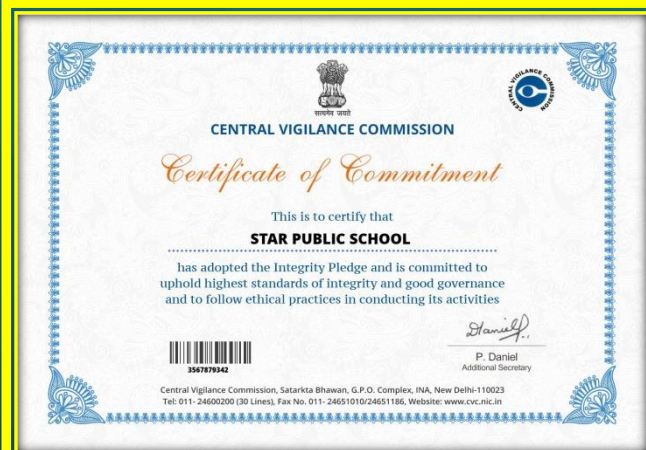 सत्यमेव जयते
CENTRAL VIGILANCE COMMISSION
CENTRAL VIGILANCE COMMISSION
Certificate of Commitment
This is to certify that
STAR PUBLIC SCHOOL
has adopted the Integrity Pledge and is committed to
uphold highest standards of integrity and good governance
and to follow ethical practices in conducting its activities
3567879342
Daniel P.
P. Daniel
Additional Secretary
Central Vigilance Commission, Satarkta Bhawan, G.P.O. Complex, INA, New Delhi-110023
Tel: 011- 24600200 (30 Lines), Fax No. 011- 24651010/24651186, Website: www.cvc.nic.in